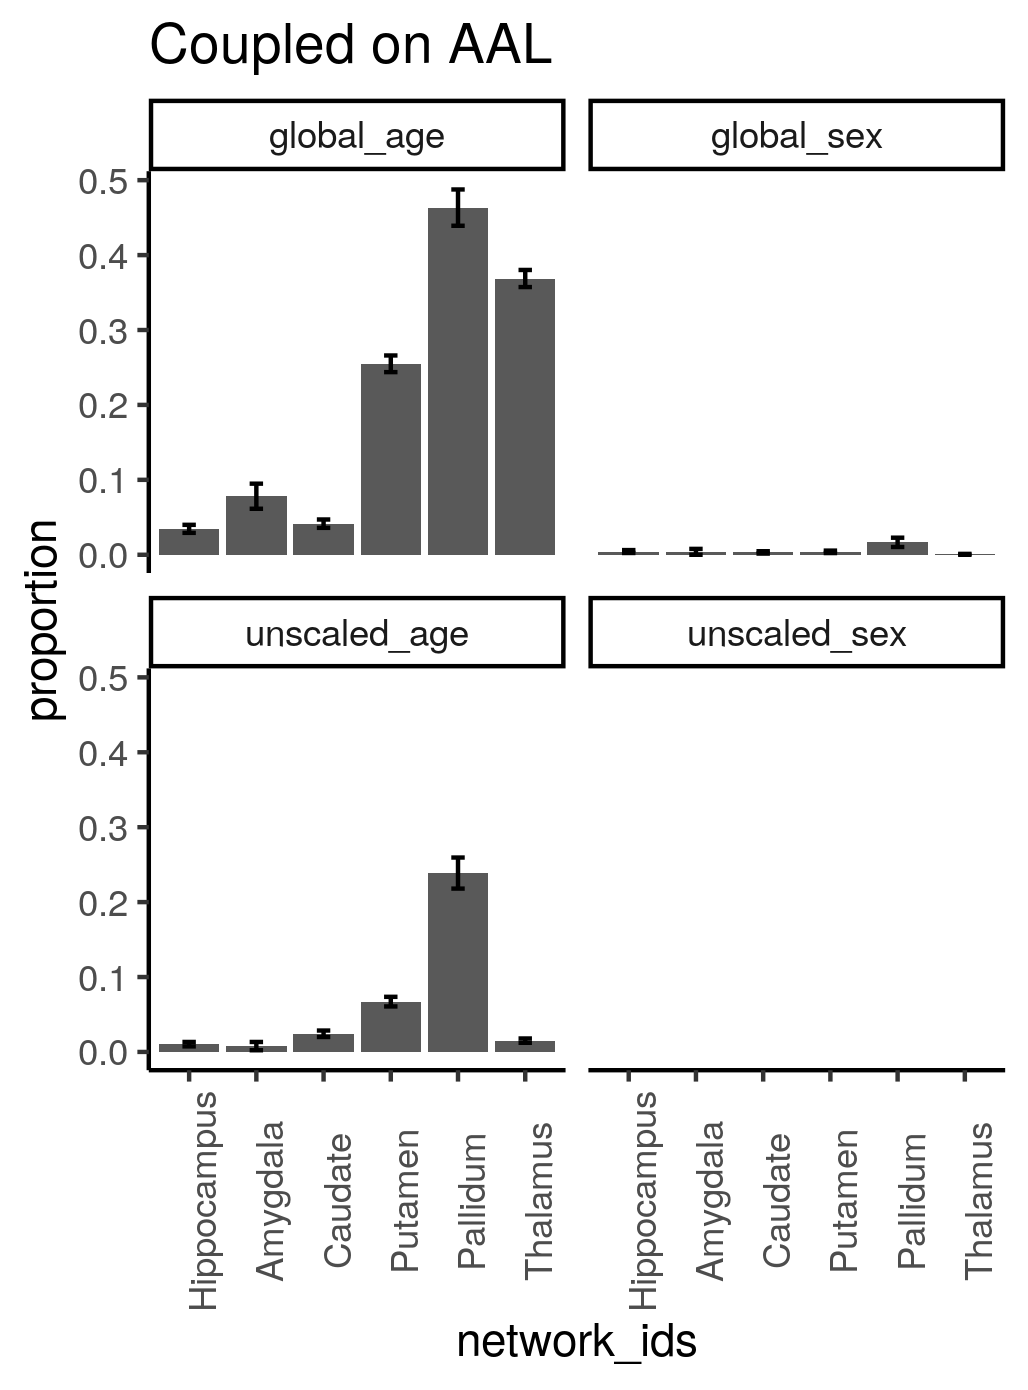 Coupled on AAL
global_age
global_sex
0.5
0.4
0.3
0.2
0.1
0.0
proportion
unscaled_age
unscaled_sex
0.5
0.4
0.3
0.2
0.1
0.0
Hippocampus
Amygdala
Caudate
Putamen
Pallidum
Thalamus
Hippocampus
Amygdala
Caudate
Putamen
Pallidum
Thalamus
network_ids